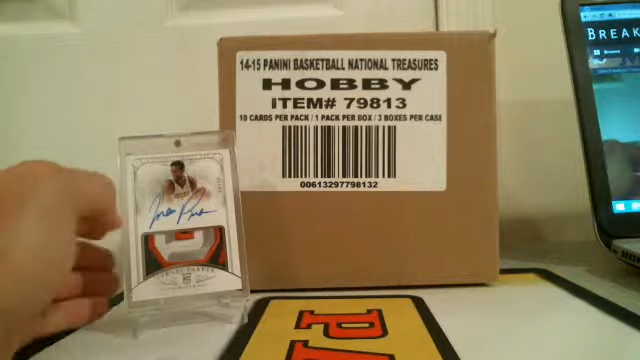 14-15 PANINI BASKETBALL NATIONAL TREASURES
HOBBY
ITEM# 79813
10 CARDS PER PACK / 1 PACK PER BOX / 3 BOXES PER CASE
00613297798132
BREAK
PA